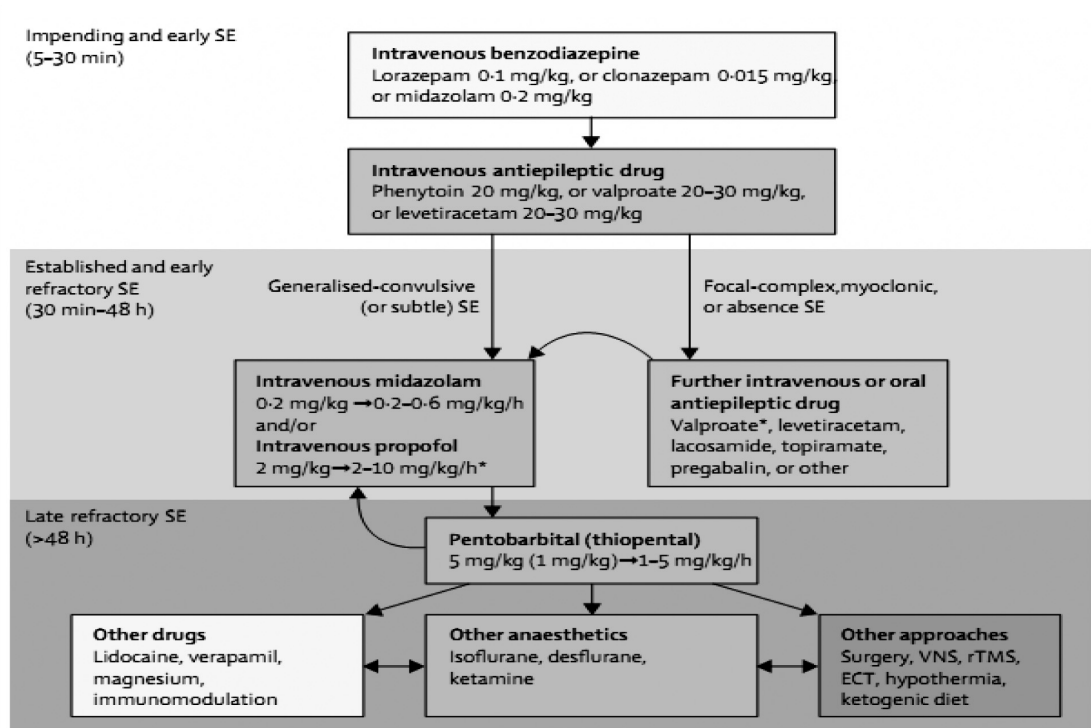 Impending and early SE
(5–30 min)
Intravenous benzodiazepine
Lorazepam 0·1 mg/kg, or clonazepam 0·015 mg/kg,
or midazolam 0·2 mg/kg
Intravenous antiepileptic drug
Phenytoin 20 mg/kg, or valproate 20–30 mg/kg,
or levetiracetam 20–30 mg/kg
Established and early
refractory SE
(30 min–48 h)
Generalised-convulsive
(or subtle) SE
Focal-complex,myoclonic,
or absence SE
Intravenous midazolam
0·2 mg/kg →0·2–0·6 mg/kg/h
and/or
Intravenous propofol
2 mg/kg→2–10 mg/kg/h*
Further intravenous or oral
antiepileptic drug
Valproate*, levetiracetam,
lacosamide, topiramate,
pregabalin, or other
Late refractory SE
(>48 h)
Pentobarbital (thiopental)
5 mg/kg (1 mg/kg)→1–5 mg/kg/h
Other drugs
Lidocaine, verapamil,
magnesium,
immunomodulation
Other anaesthetics
Isoflurane, desflurane,
ketamine
Other approaches
Surgery, VNS, rTMS,
ECT, hypothermia,
ketogenic diet